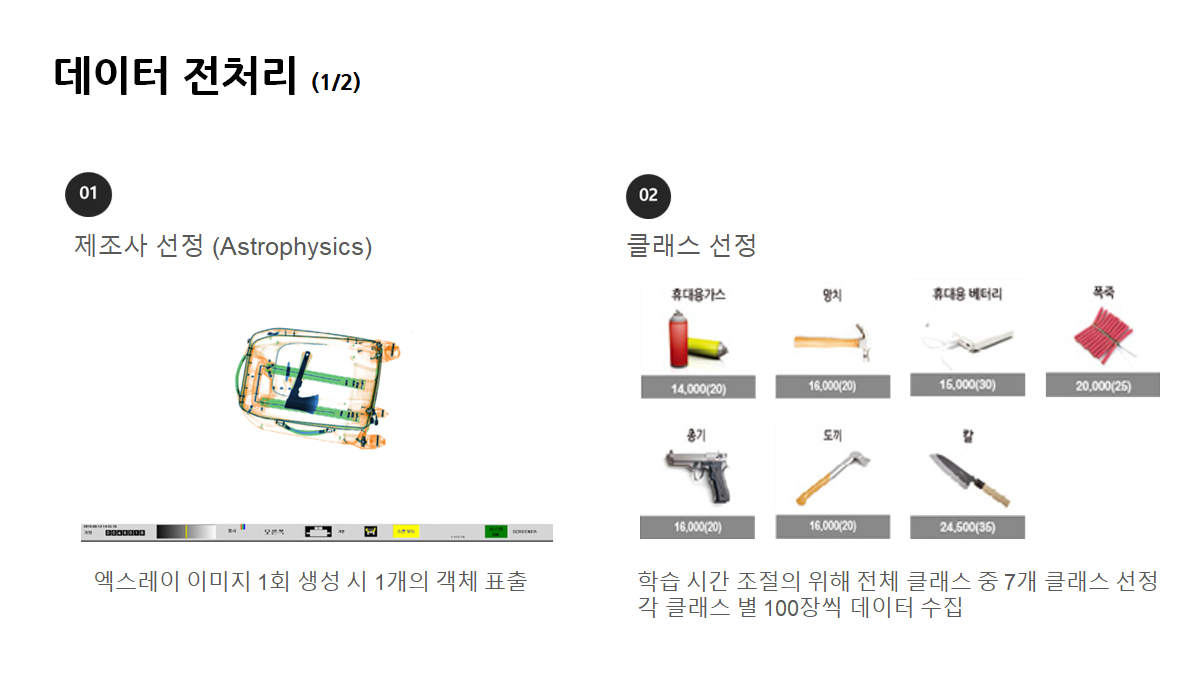 데이터 전처리 (1/2)
01
제조사 선정 (Astrophysics)
오른쪽
엑스레이 이미지 1회 생성 시 1개의 객체 표출
02
클래스 선정
휴대용가스
망치
휴대용 베터리
폭죽
14,000(20)
16,000(20)
15,000(30)
20,000(25)
총기
도끼
칼
16,000(20)
16,000(20)
24,500(35)
학습 시간 조절의 위해 전체 클래스 중 7개 클래스 선정
각 클래스 별 100장씩 데이터 수집